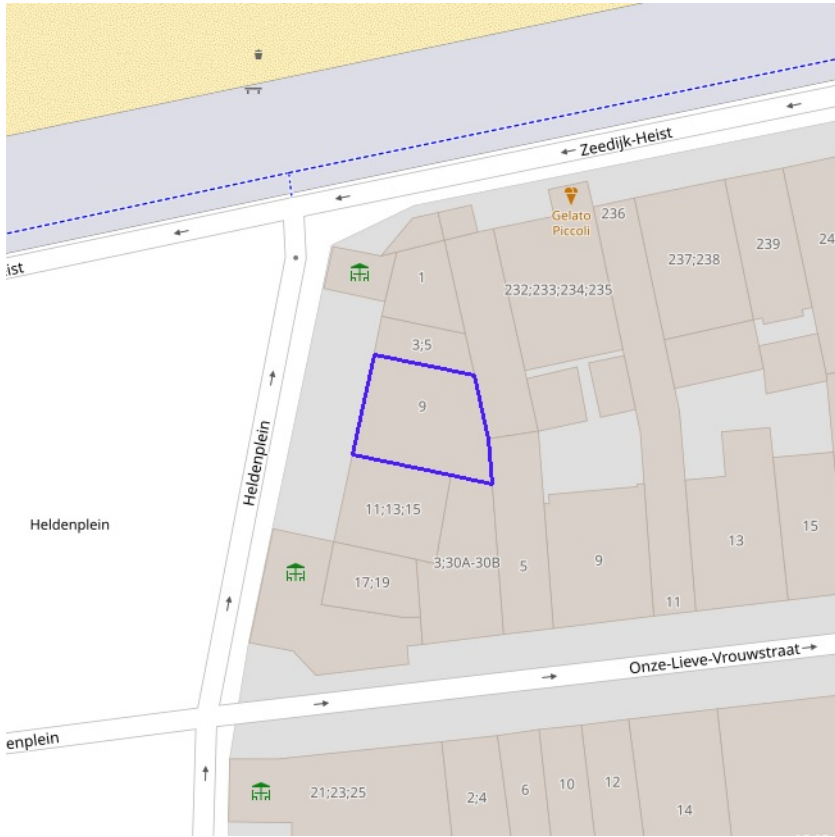 Zeedijk-Heist
Gelato
Piccoli
236
239
24
237;238
ist
1
232;233;234;235
3;5
9
Heldenplein
Heldenplein
11;13;15
15
13
3;30A-30B
5
9
17;19
11
Onze-Lieve-Vrouwstraat
enplein
21;23;25
2;4
6
10
12
14